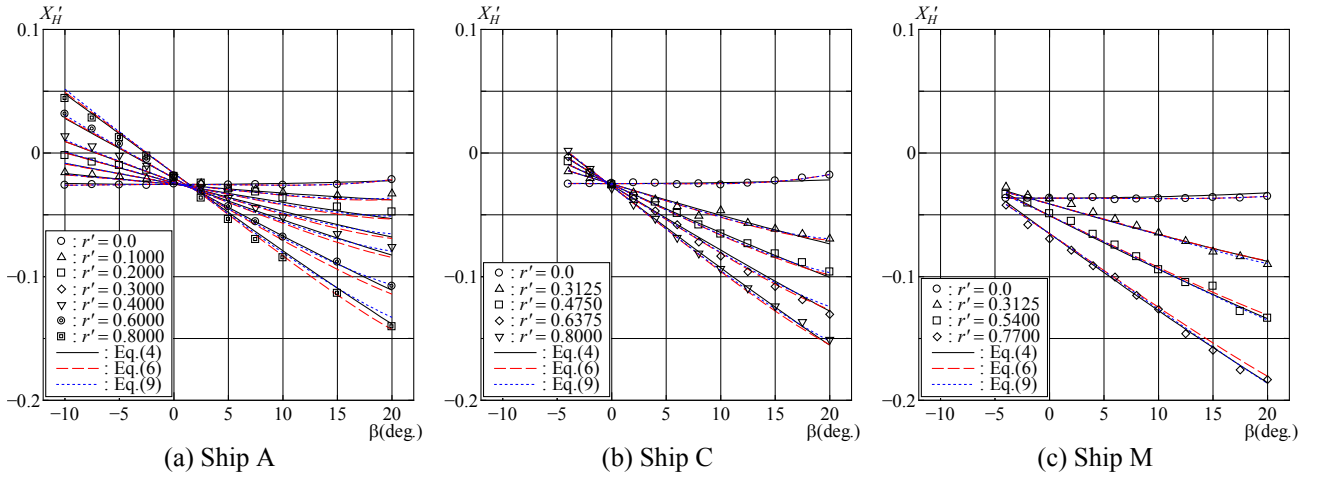 X_H′
0.1
0
−0.1
−0.2
−10 −5 0 5 10 15 20
β(deg.)
: r′ = 0.0
: r′ = 0.1000
: r′ = 0.2000
: r′ = 0.3000
: r′ = 0.4000
: r′ = 0.6000
: r′ = 0.8000
: Eq.(4)
: Eq.(6)
: Eq.(9)
(a) Ship A
X_H′
0.1
0
−0.1
−0.2
−10 −5 0 5 10 15 20
β(deg.)
: r′ = 0.0
: r′ = 0.3125
: r′ = 0.4750
: r′ = 0.6375
: r′ = 0.8000
: Eq.(4)
: Eq.(6)
: Eq.(9)
(b) Ship C
X_H′
0.1
0
−0.1
−0.2
−10 −5 0 5 10 15 20
β(deg.)
: r′ = 0.0
: r′ = 0.3125
: r′ = 0.5400
: r′ = 0.7700
: Eq.(4)
: Eq.(6)
: Eq.(9)
(c) Ship M